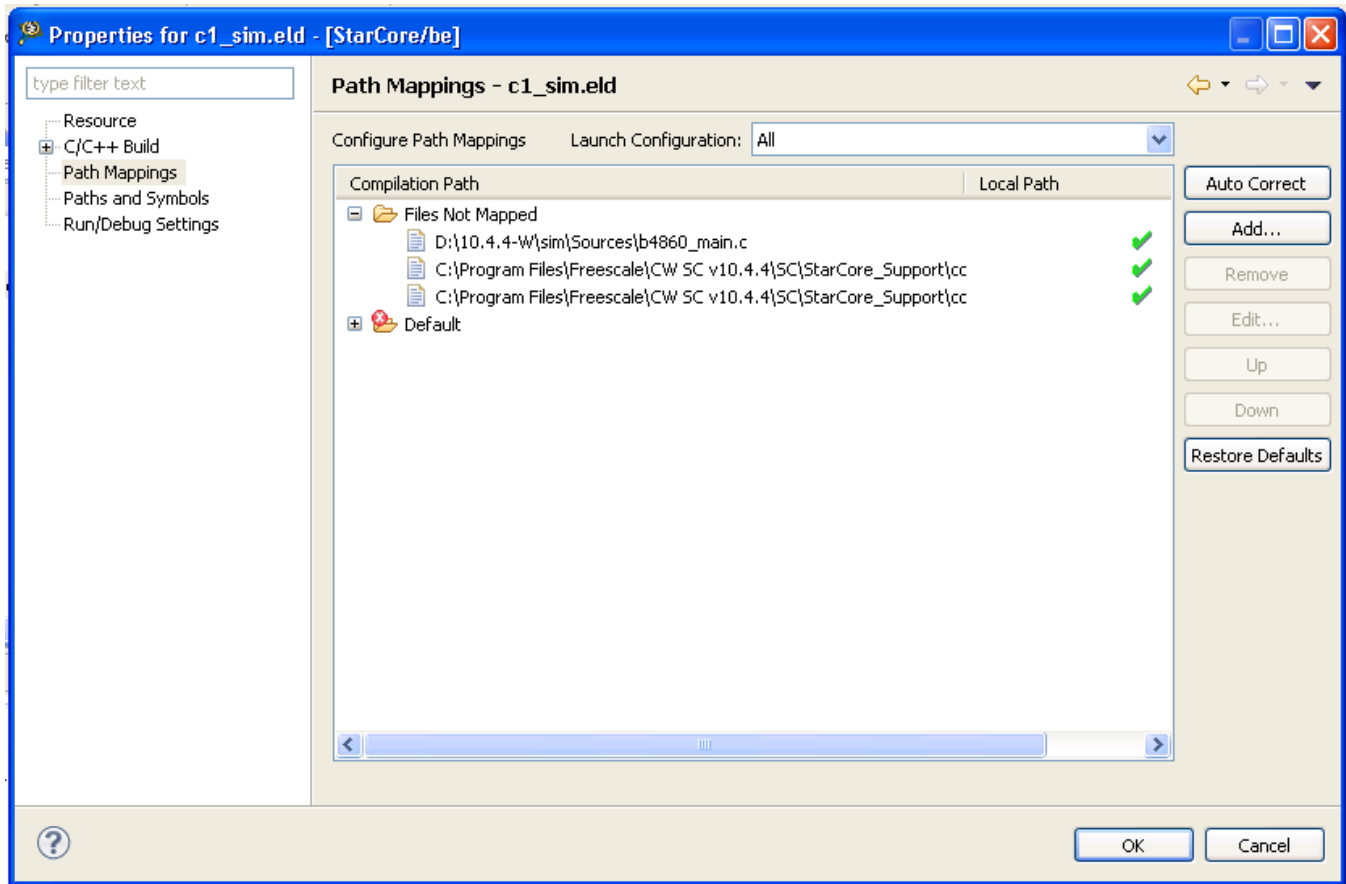 Properties for c1_sim.eld - [StarCore/be]
type filter text
Resource
C/C++ Build
Path Mappings
Paths and Symbols
Run/Debug Settings
Path Mappings - c1_sim.eld
Configure Path Mappings Launch Configuration: All
Compilation Path Local Path
Files Not Mapped
D:\10.4.4-W\sim\Sources\b4860_main.c
C:\Program Files\Freescale\CW SC v10.4.4\SC\StarCore_Support\cc
C:\Program Files\Freescale\CW SC v10.4.4\SC\StarCore_Support\cc
Default
Auto Correct
Add...
Remove
Edit...
Up
Down
Restore Defaults
OK Cancel